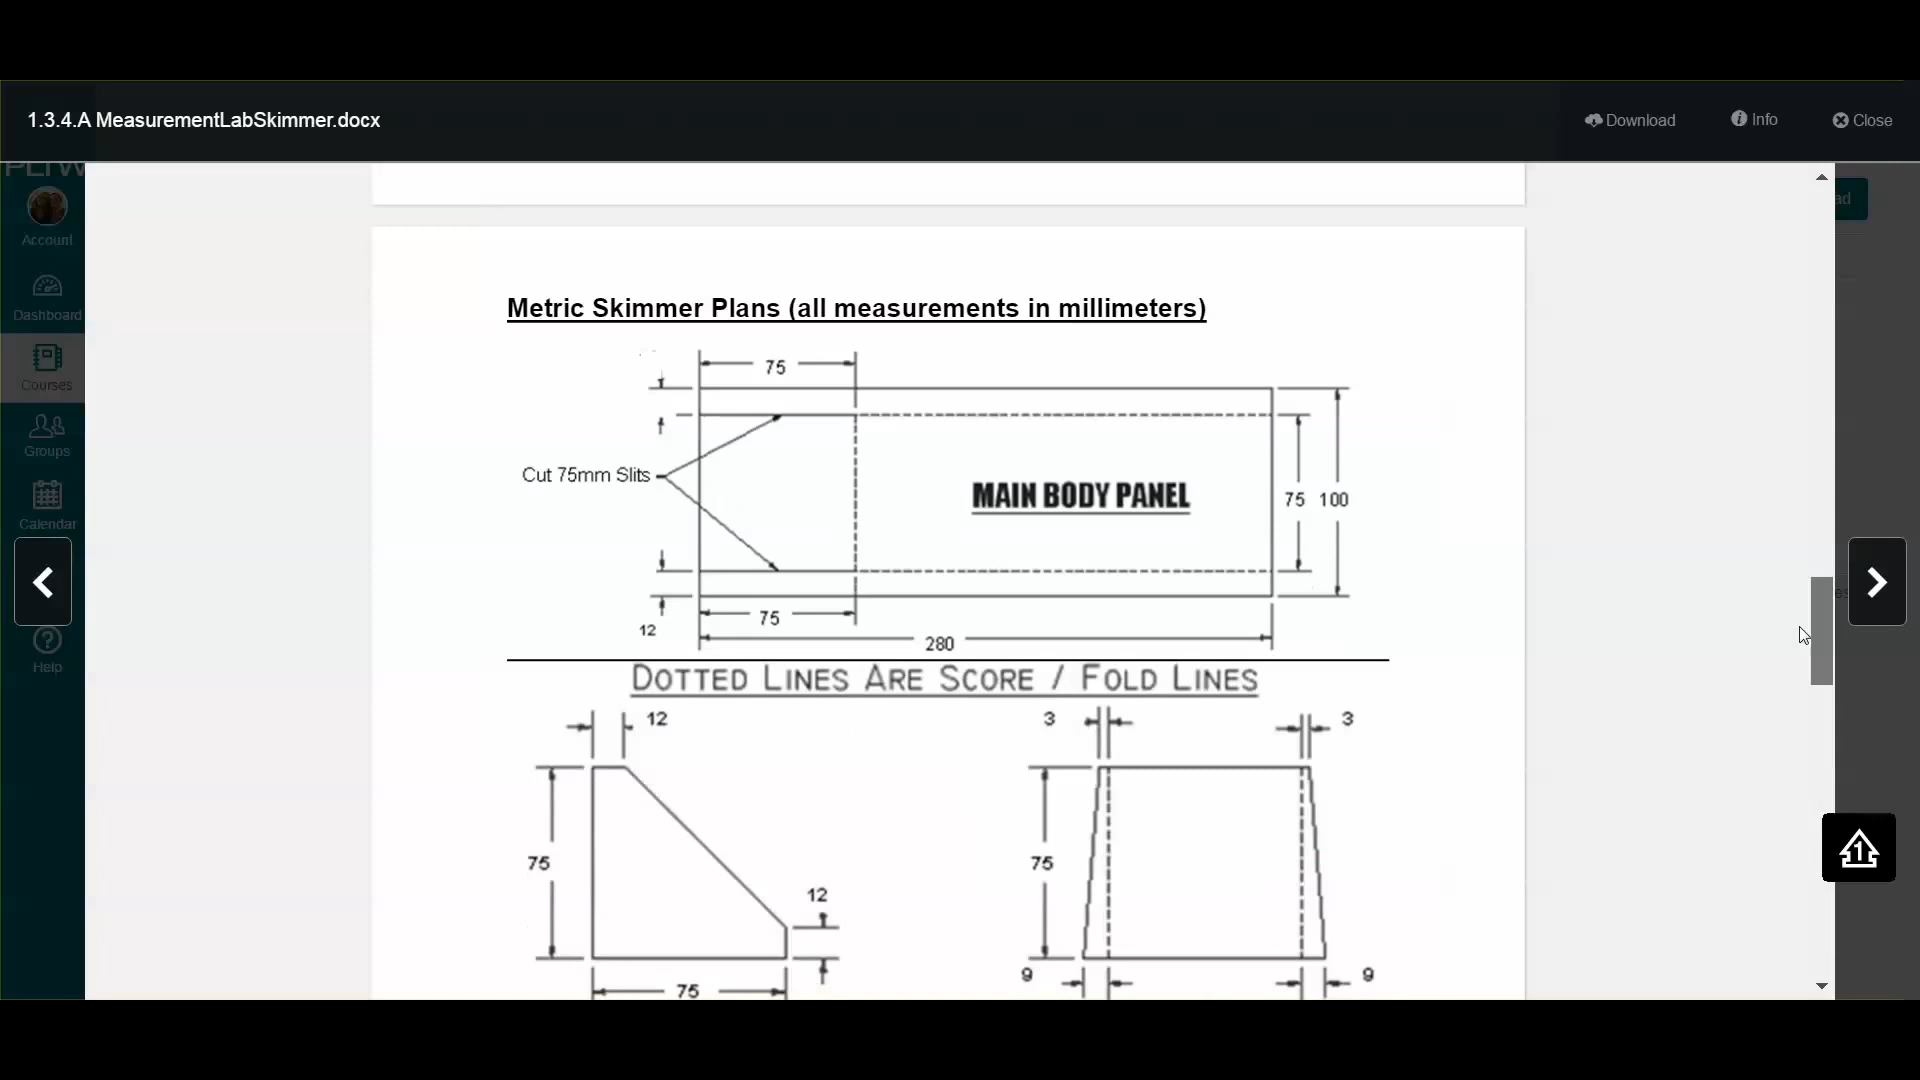 1.3.4.A MeasurementLabSkimmer.docx
Download
Info
Close
Account
Dashboard
Courses
Groups
Calendar
Help
Metric Skimmer Plans (all measurements in millimeters)
75
Cut 75mm Slits
MAIN BODY PANEL
75 100
75
12
280
DOTTED LINES ARE SCORE / FOLD LINES
12
3
3
75
12
75
75
9
9
1